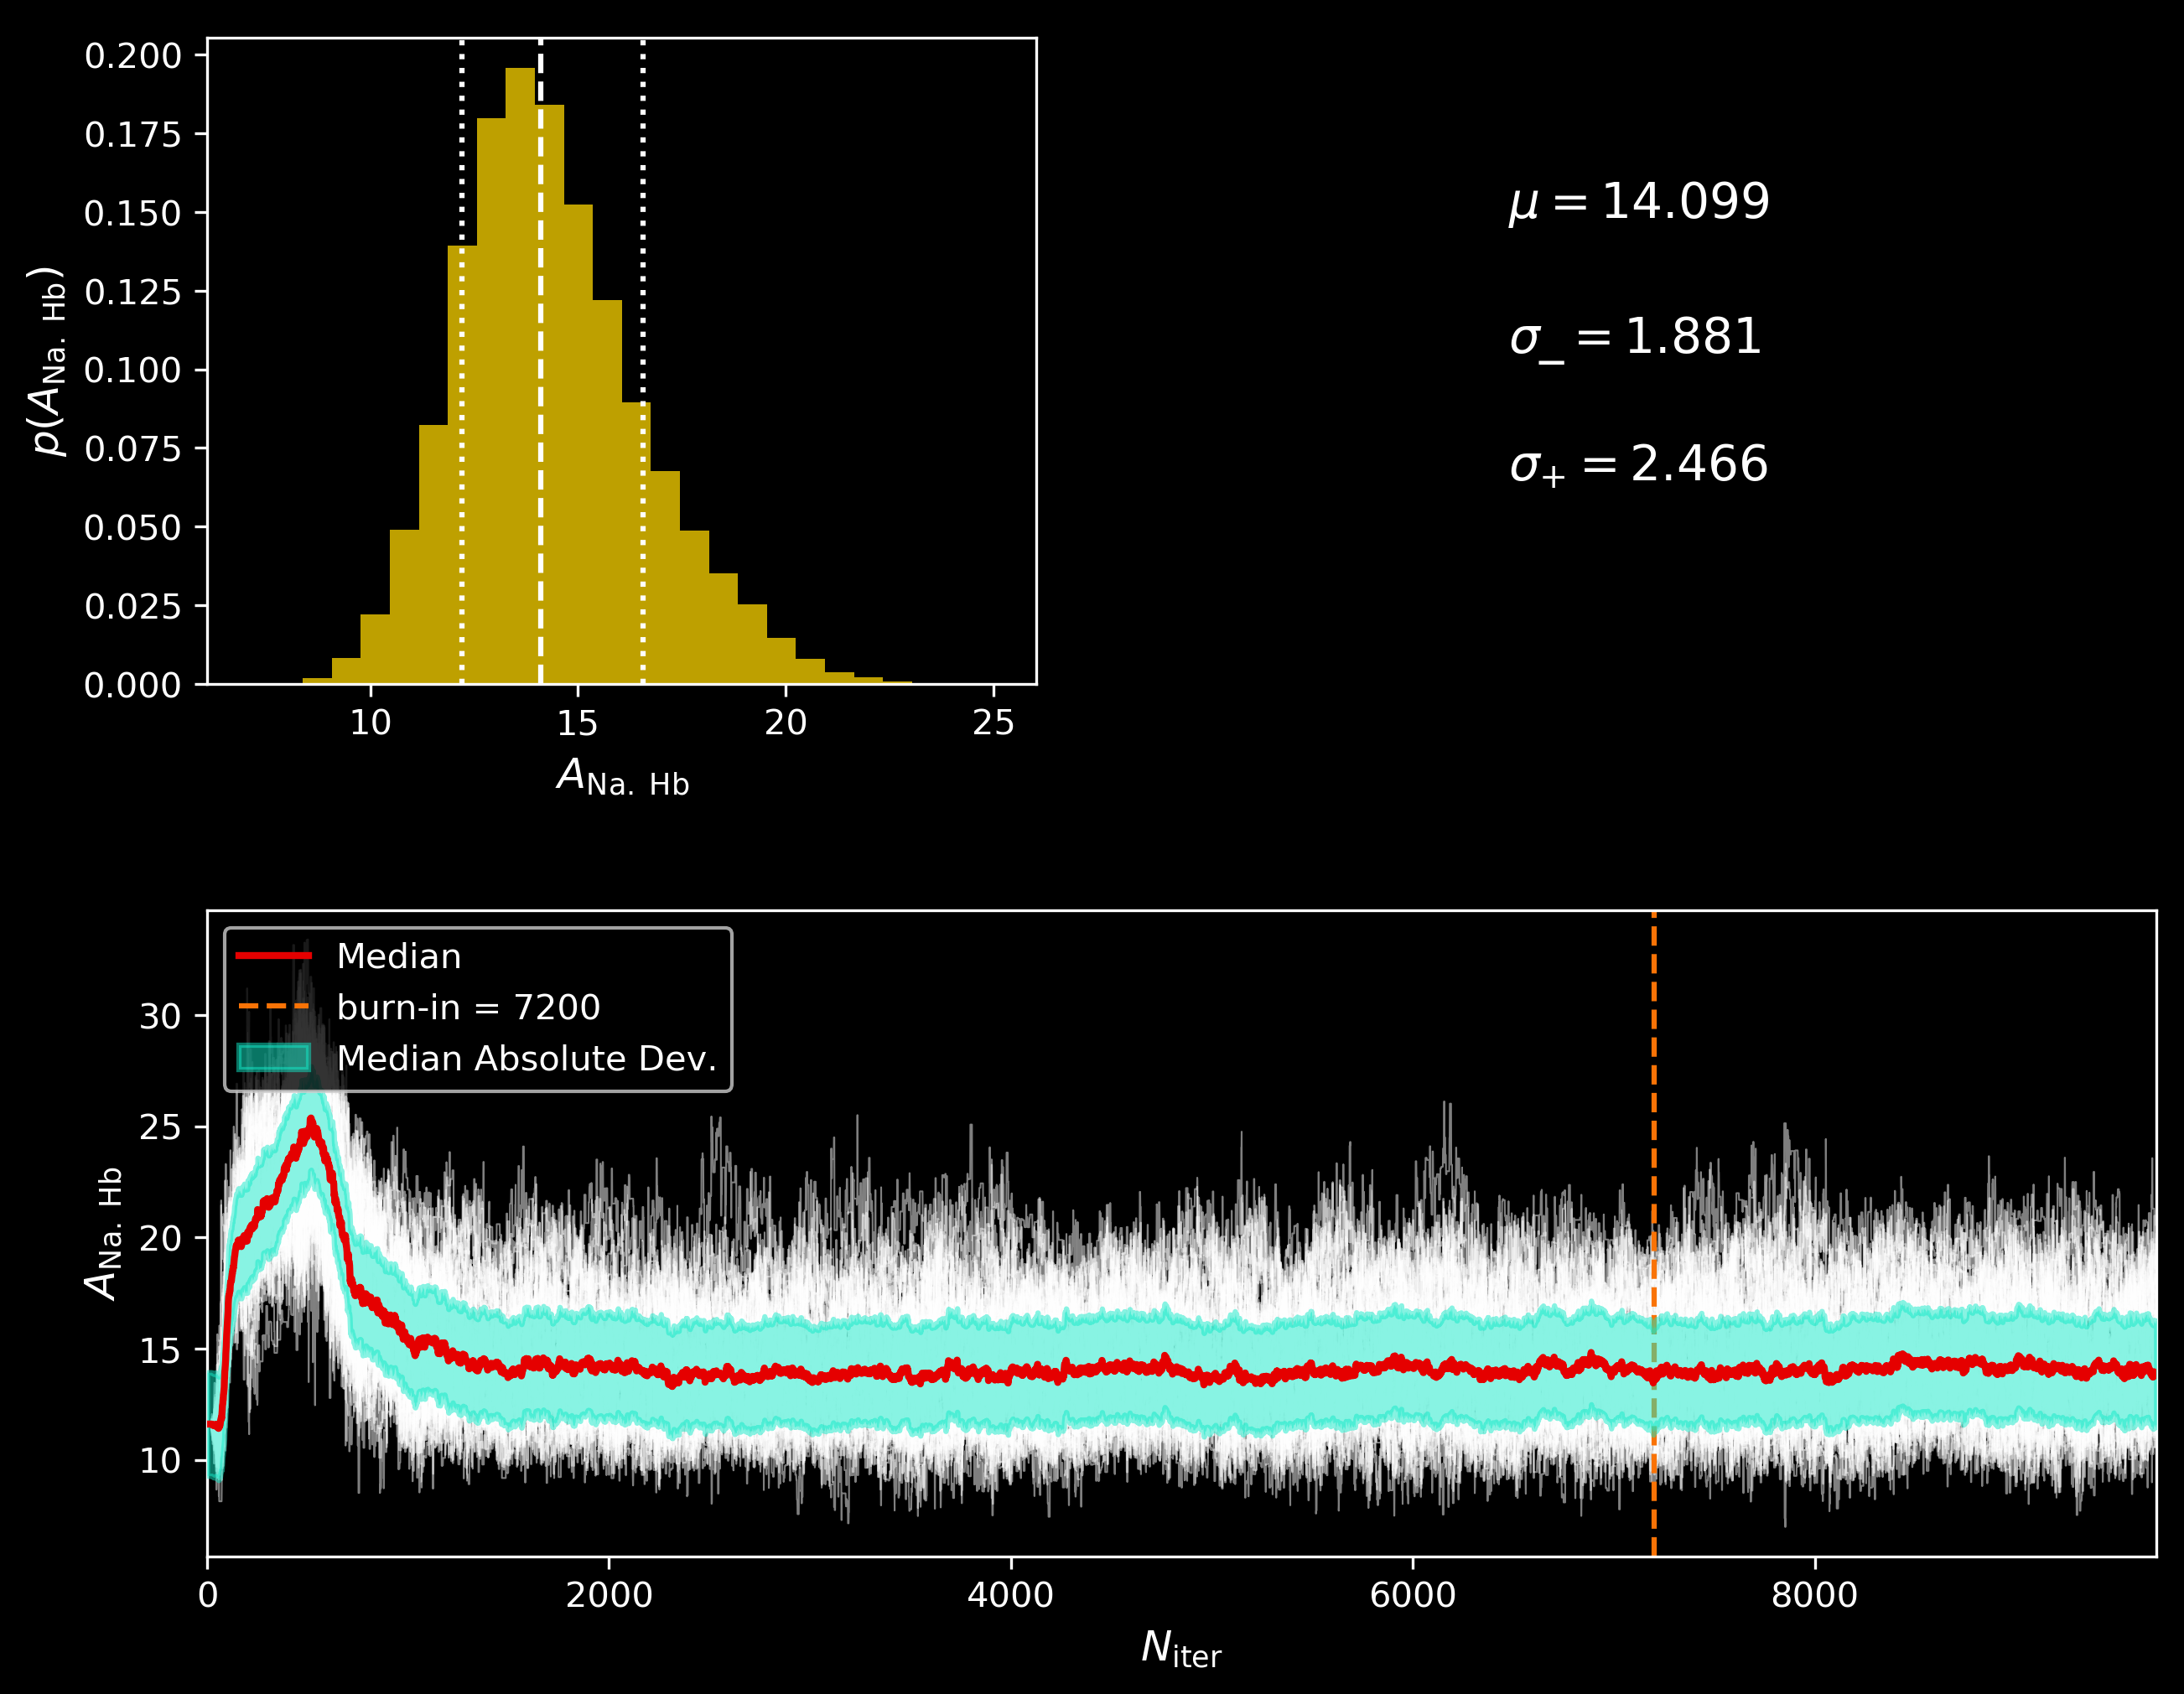 0.200
0.175
0.150
0.125
0.100
0.075
0.050
0.025
0.000
p(A_Na. Hb)
10 15 20 25
A_Na. Hb
μ = 14.099
σ_− = 1.881
σ_+ = 2.466
Median
burn-in = 7200
Median Absolute Dev.
30
25
20
15
10
A_Na. Hb
0 2000 4000 6000 8000
N_iter